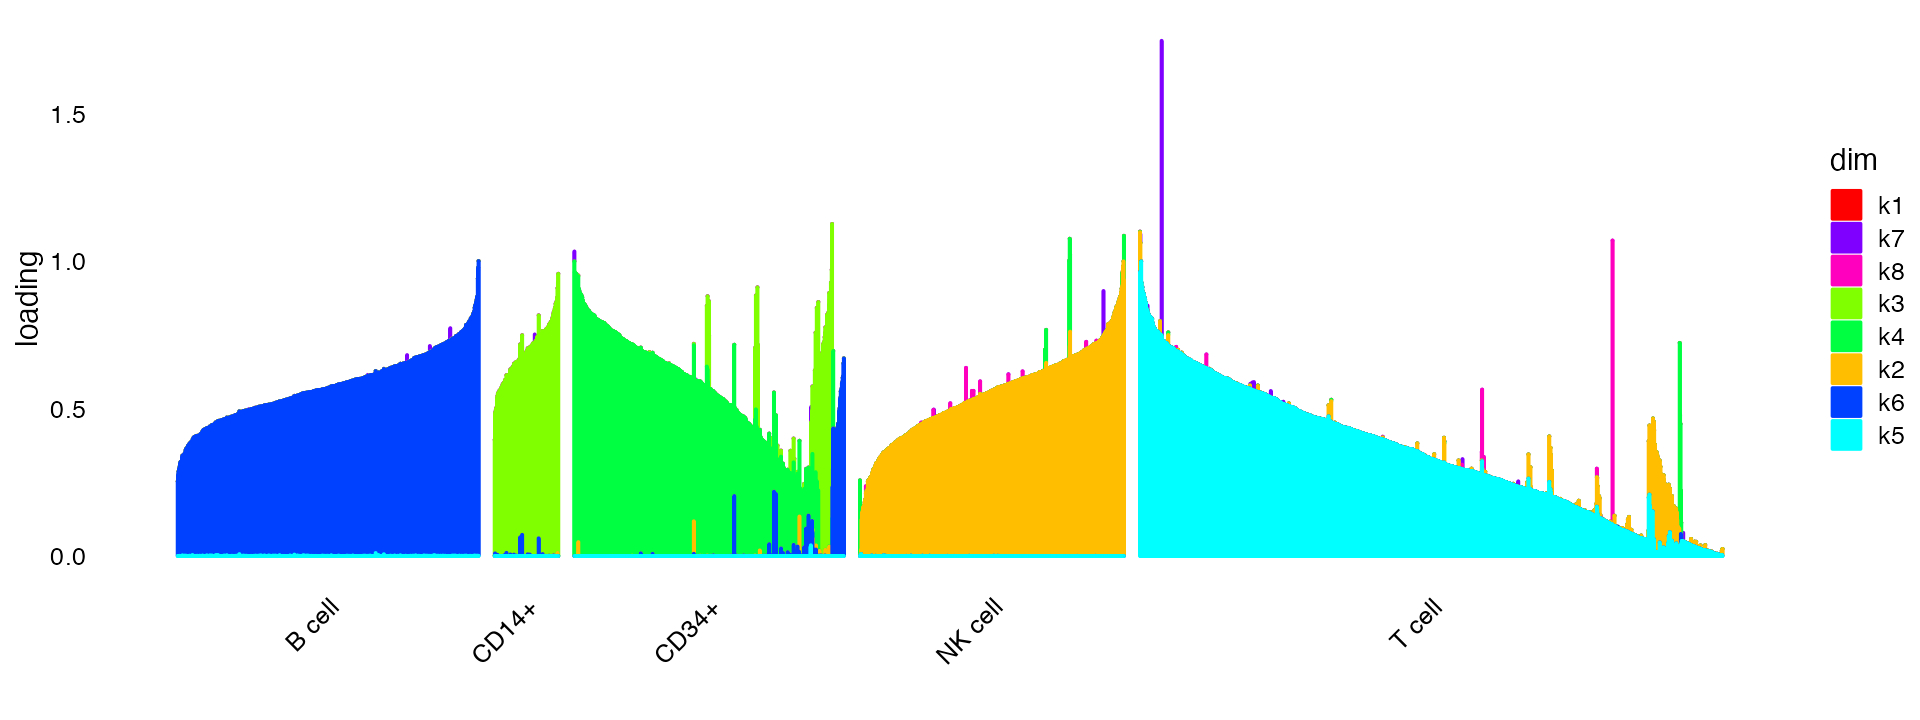 loading
1.5
1.0
0.5
0.0
B cell
CD14+
CD34+
NK cell
T cell
dim
k1
k7
k8
k3
k4
k2
k6
k5